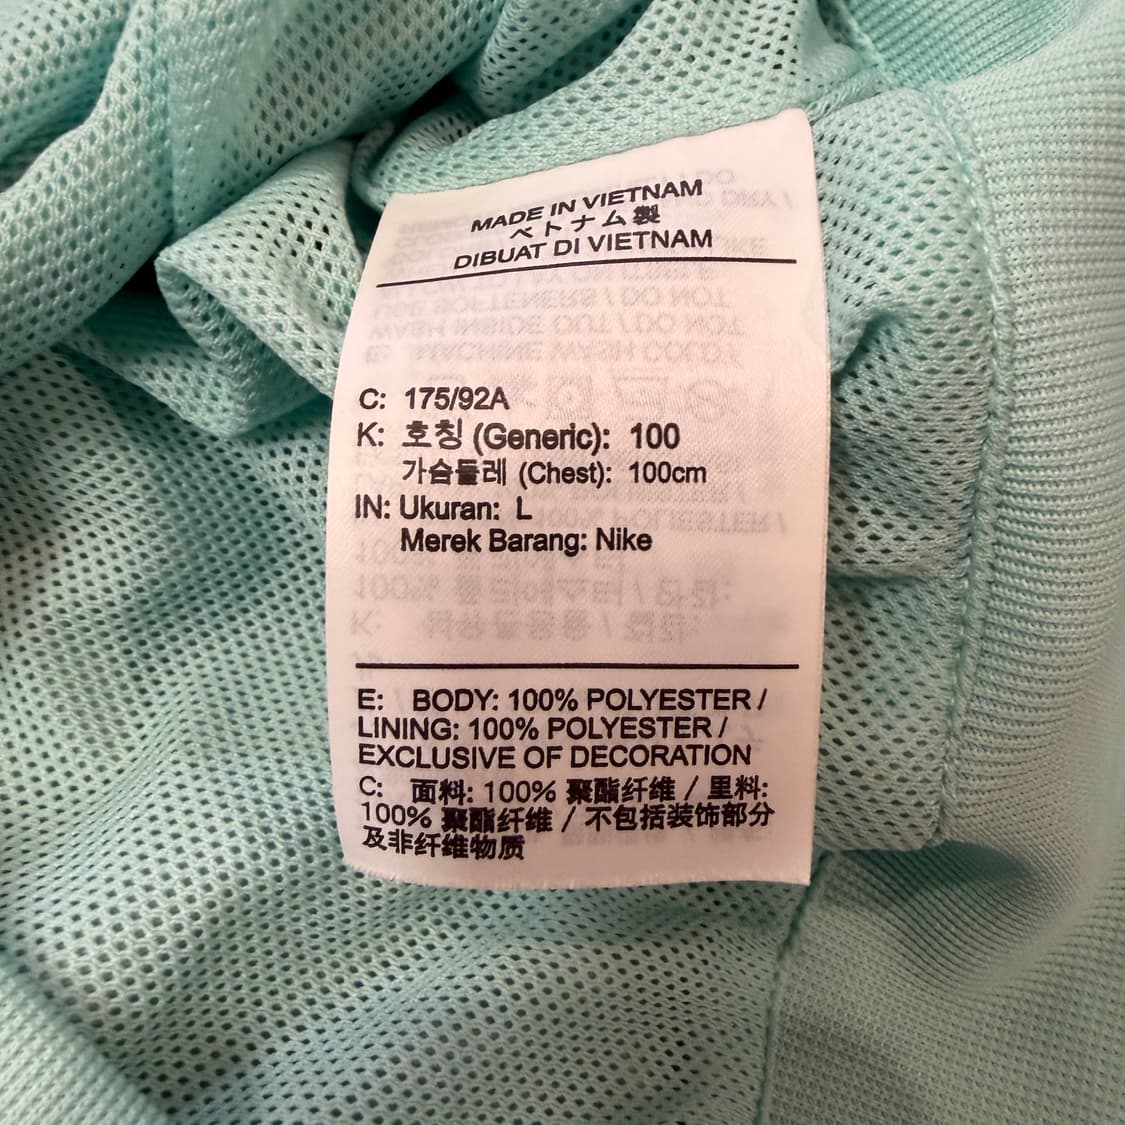 MADE IN VIETNAM
ベトナム製
DIBUAT DI VIETNAM
C: 175/92A
K: 호칭 (Generic): 100
가슴둘레 (Chest): 100cm
IN: Ukuran: L
Merek Barang: Nike
E: BODY: 100% POLYESTER /
LINING: 100% POLYESTER /
EXCLUSIVE OF DECORATION
C: 面料: 100% 聚酯纤维 / 里料:
100% 聚酯纤维 / 不包括装饰部分
及非纤维物质